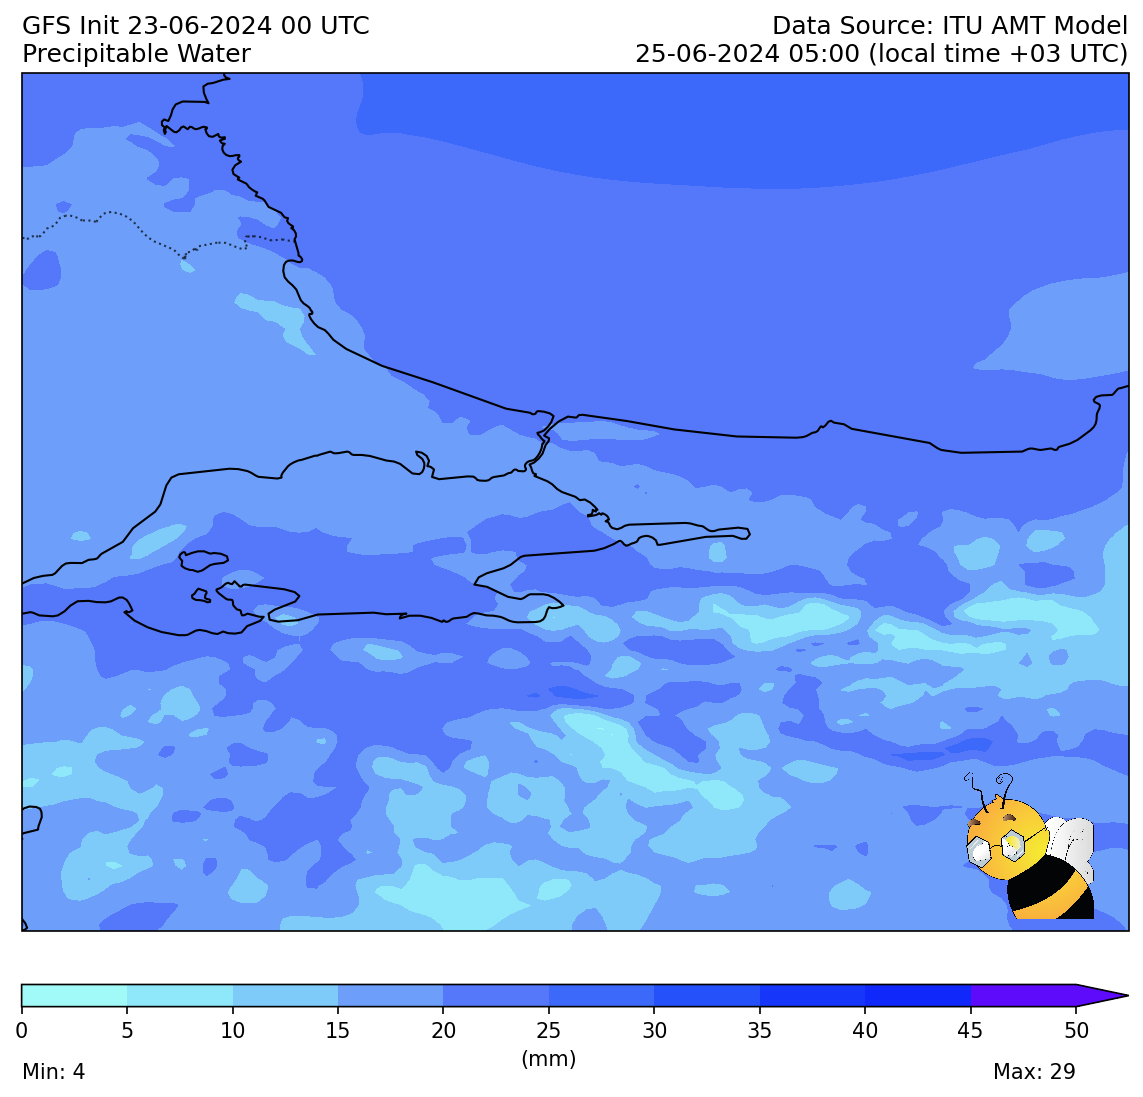 GFS Init 23-06-2024 00 UTC
Data Source: ITU AMT Model
Precipitable Water
25-06-2024 05:00 (local time +03 UTC)
0 5 10 15 20 25 30 35 40 45 50
(mm)
Min: 4
Max: 29